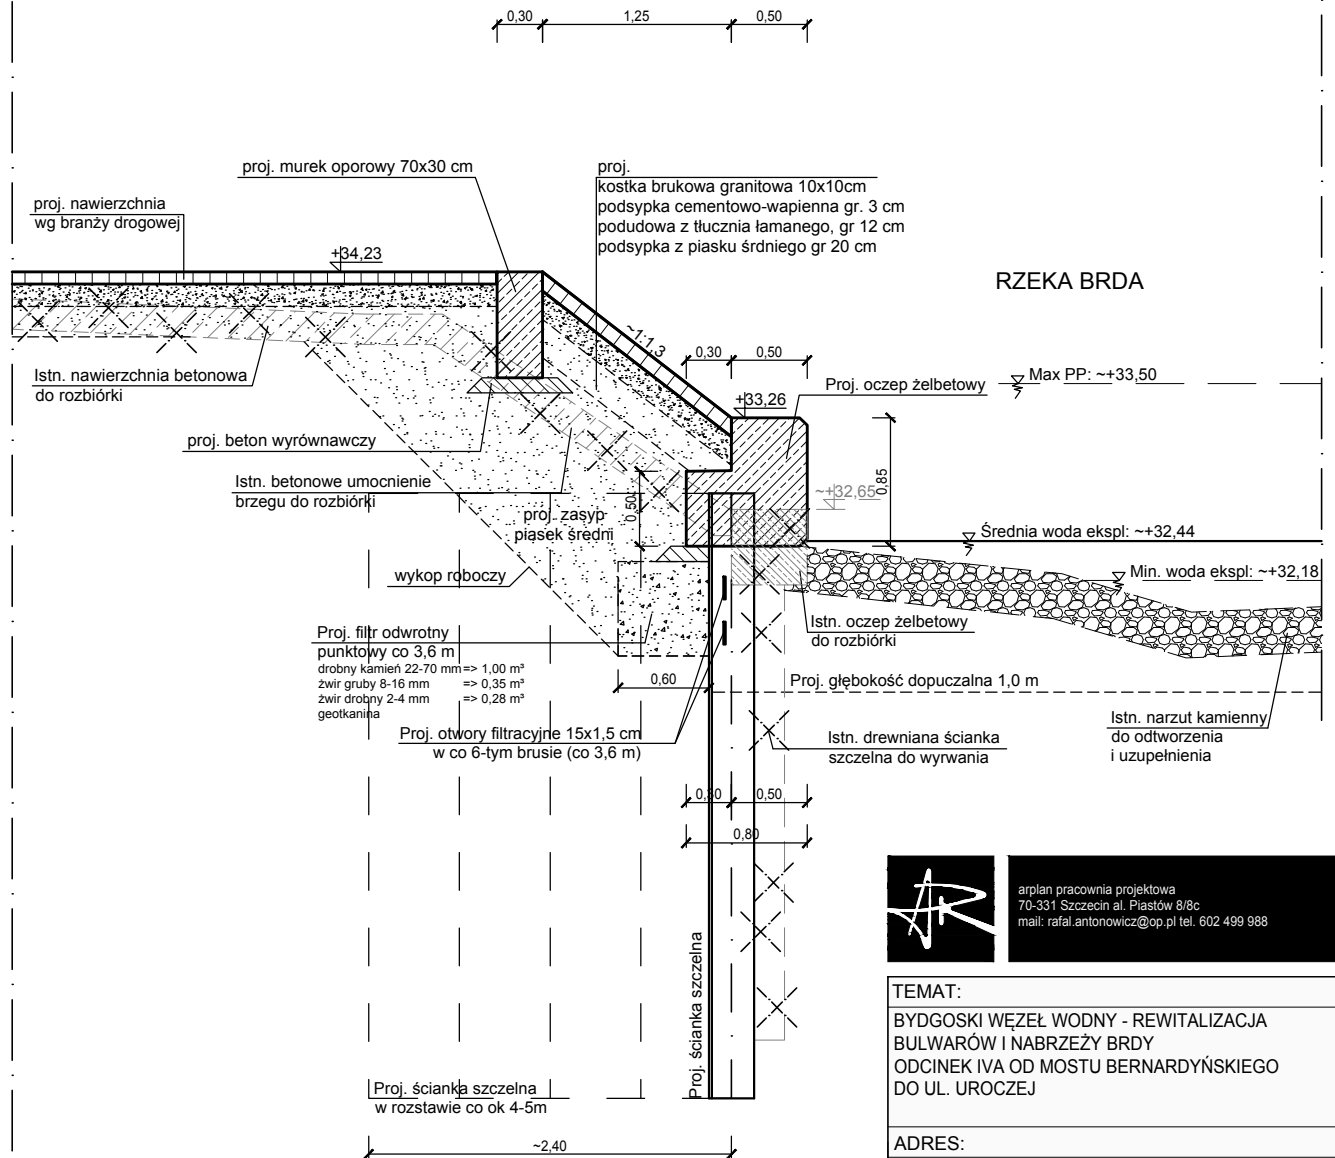 0,30 1,25 0,50
proj. murek oporowy 70x30 cm
proj.
kostka brukowa granitowa 10x10cm
podsypka cementowo-wapienna gr. 3 cm
podudowa z tłucznia łamanego, gr 12 cm
podsypka z piasku śrdniego gr 20 cm
proj. nawierzchnia
wg branży drogowej
+34,23
RZEKA BRDA
~1:1,3
0,30 0,50
Max PP: ~+33,50
Istn. nawierzchnia betonowa
do rozbiórki
Proj. oczep żelbetowy
+33,26
proj. beton wyrównawczy
Istn. betonowe umocnienie
brzegu do rozbiórki
0,50
~+32,65
0,85
proj. zasyp
piasek średni
Średnia woda ekspl: ~+32,44
wykop roboczy
Min. woda ekspl: ~+32,18
Istn. oczep żelbetowy
do rozbiórki
Proj. filtr odwrotny
punktowy co 3,6 m
drobny kamień 22-70 mm => 1,00 m³
żwir gruby 8-16 mm => 0,35 m³
żwir drobny 2-4 mm => 0,28 m³
geotkanina
0,60
Proj. głębokość dopuczalna 1,0 m
Proj. otwory filtracyjne 15x1,5 cm
w co 6-tym brusie (co 3,6 m)
Istn. drewniana ścianka
szczelna do wyrwania
Istn. narzut kamienny
do odtworzenia
i uzupełnienia
0,30 0,50
0,80
Proj. ścianka szczelna
Proj. ścianka szczelna
w rozstawie co ok 4-5m
~2,40
AR
arplan pracownia projektowa
70-331 Szczecin al. Piastów 8/8c
mail: rafal.antonowicz@op.pl tel. 602 499 988
TEMAT:
BYDGOSKI WĘZEŁ WODNY - REWITALIZACJA
BULWARÓW I NABRZEŻY BRDY
ODCINEK IVA OD MOSTU BERNARDYŃSKIEGO
DO UL. UROCZEJ
ADRES: